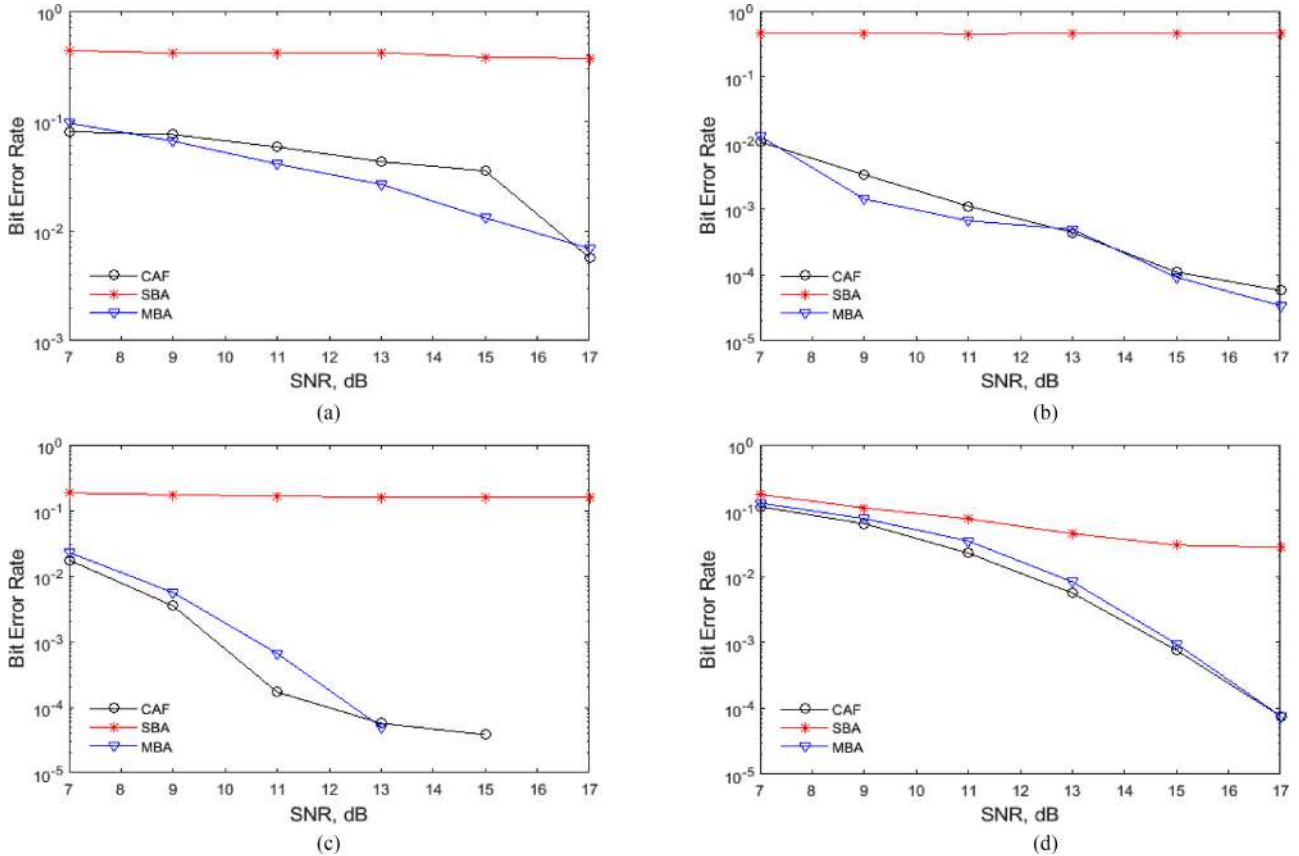 10^0
10^-1
10^-2
10^-3
Bit Error Rate
CAF
SBA
MBA
7 8 9 10 11 12 13 14 15 16 17
SNR, dB
(a)
10^0
10^-1
10^-2
10^-3
10^-4
10^-5
Bit Error Rate
CAF
SBA
MBA
7 8 9 10 11 12 13 14 15 16 17
SNR, dB
(b)
10^0
10^-1
10^-2
10^-3
10^-4
10^-5
Bit Error Rate
CAF
SBA
MBA
7 8 9 10 11 12 13 14 15 16 17
SNR, dB
(c)
10^0
10^-1
10^-2
10^-3
10^-4
10^-5
Bit Error Rate
CAF
SBA
MBA
7 8 9 10 11 12 13 14 15 16 17
SNR, dB
(d)